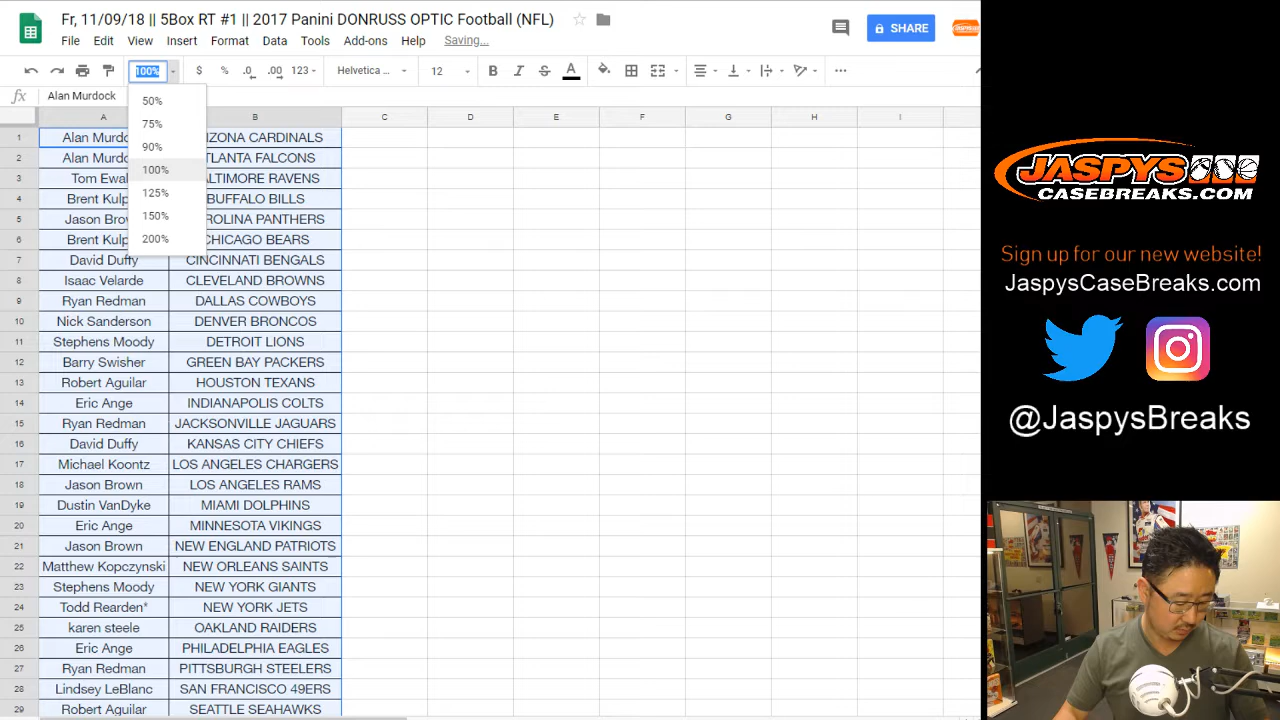 Fr, 11/09/18 || 5Box RT #1 || 2017 Panini DONRUSS OPTIC Football (NFL)
File Edit View Insert Format Data Tools Add-ons Help Saving...
SHARE
100% $ % .0 .00 123 Helvetica ... 12 B I S A
fx Alan Murdock
50%
75%
90%
100%
125%
150%
200%
A B C D E F G H I
1 Alan Murdo IZONA CARDINALS
2 Alan Murdo TLANTA FALCONS
3 Tom Ewal ALTIMORE RAVENS
4 Brent Kulp BUFFALO BILLS
5 Jason Brow ROLINA PANTHERS
6 Brent Kulp CHICAGO BEARS
7 David Duffy CINCINNATI BENGALS
8 Isaac Velarde CLEVELAND BROWNS
9 Ryan Redman DALLAS COWBOYS
10 Nick Sanderson DENVER BRONCOS
11 Stephens Moody DETROIT LIONS
12 Barry Swisher GREEN BAY PACKERS
13 Robert Aguilar HOUSTON TEXANS
14 Eric Ange INDIANAPOLIS COLTS
15 Ryan Redman JACKSONVILLE JAGUARS
16 David Duffy KANSAS CITY CHIEFS
17 Michael Koontz LOS ANGELES CHARGERS
18 Jason Brown LOS ANGELES RAMS
19 Dustin VanDyke MIAMI DOLPHINS
20 Eric Ange MINNESOTA VIKINGS
21 Jason Brown NEW ENGLAND PATRIOTS
22 Matthew Kopczynski NEW ORLEANS SAINTS
23 Stephens Moody NEW YORK GIANTS
24 Todd Rearden* NEW YORK JETS
25 karen steele OAKLAND RAIDERS
26 Eric Ange PHILADELPHIA EAGLES
27 Ryan Redman PITTSBURGH STEELERS
28 Lindsey LeBlanc SAN FRANCISCO 49ERS
29 Robert Aguilar SEATTLE SEAHAWKS
JASPYS
CASEBREAKS.COM
Sign up for our new website!
JaspysCaseBreaks.com
@JaspysBreaks